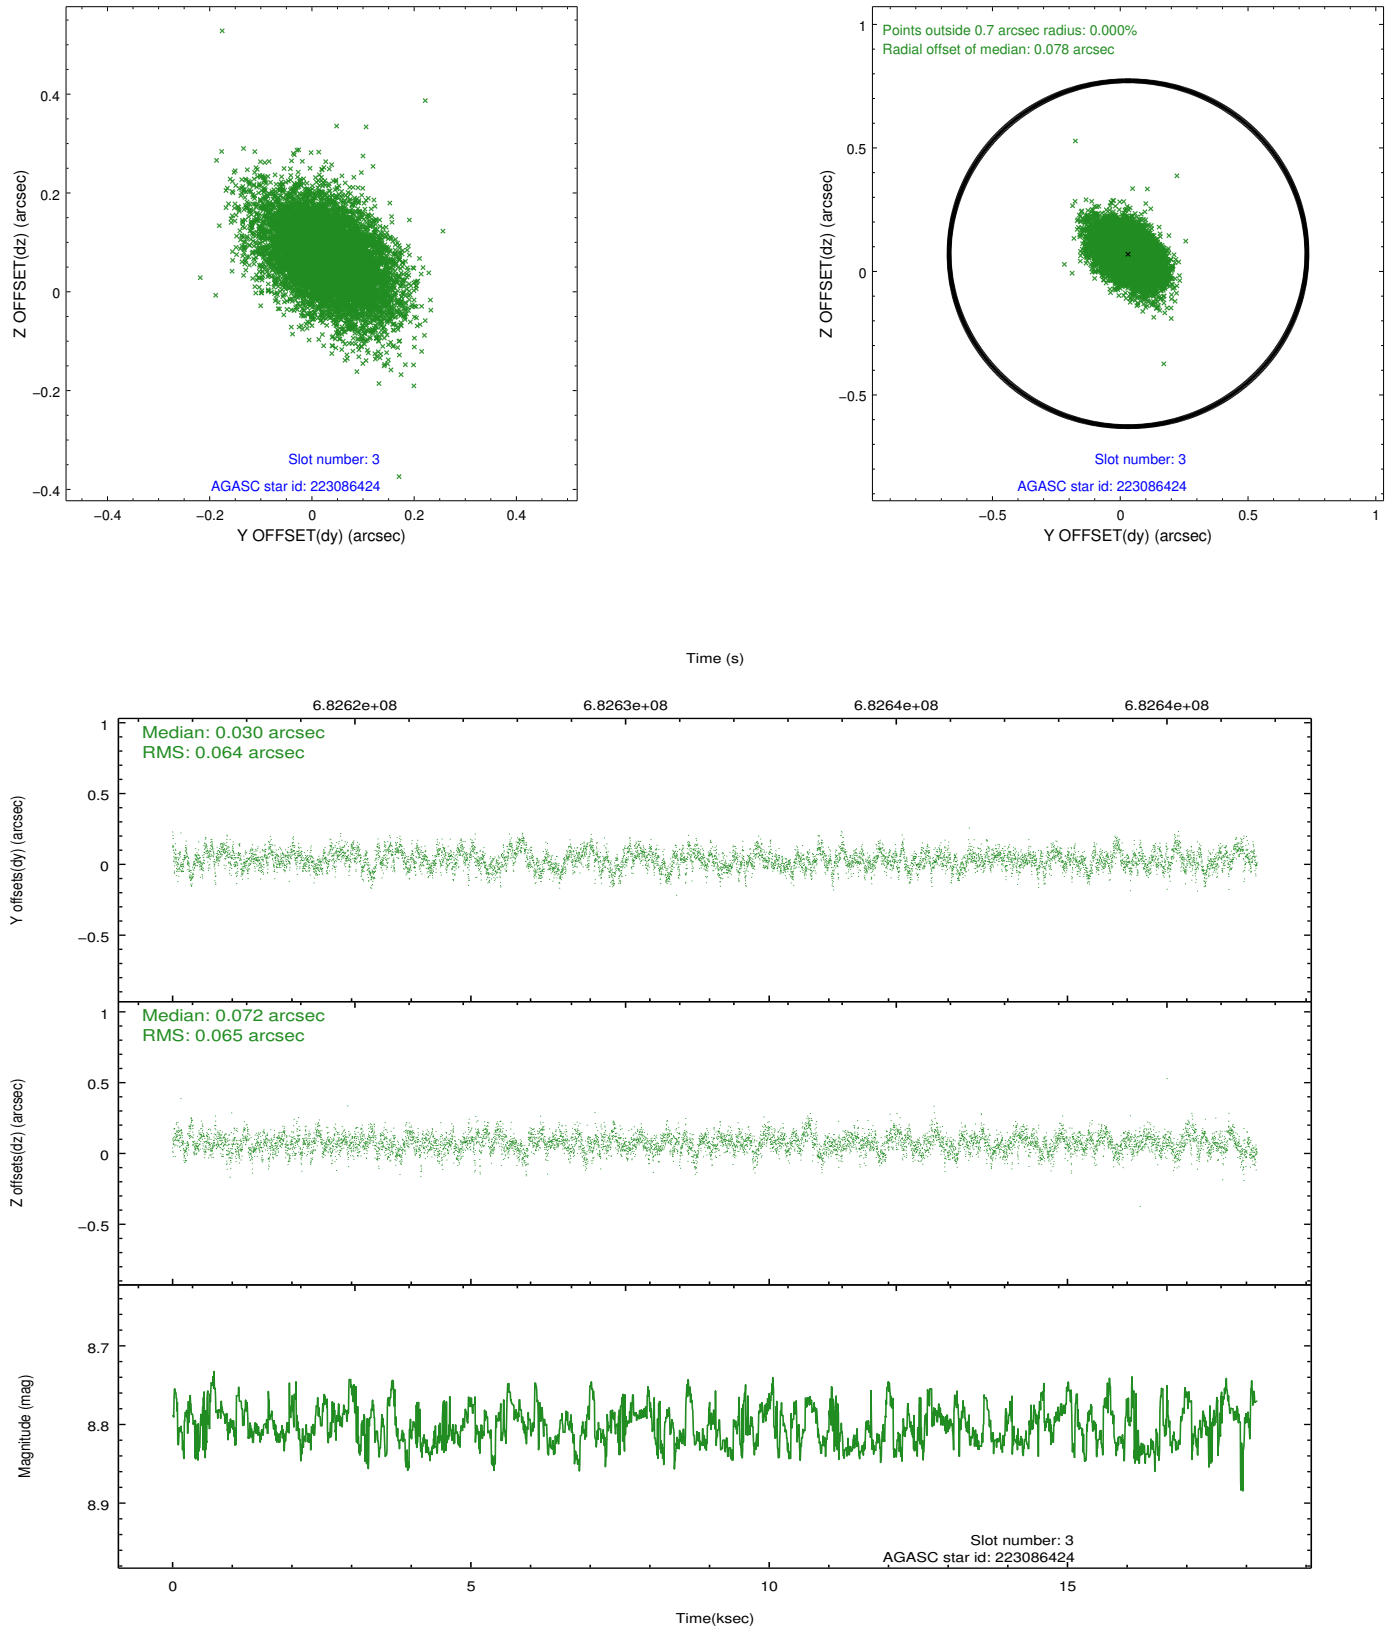 0.4
0.2
0
−0.2
−0.4
Z OFFSET(dz) (arcsec)
−0.4
−0.2
0
0.2
0.4
Y OFFSET(dy) (arcsec)
Slot number: 3
AGASC star id: 223086424
Points outside 0.7 arcsec radius: 0.000%
Radial offset of median: 0.078 arcsec
1
0.5
0
−0.5
Z OFFSET(dz) (arcsec)
−0.5
0
0.5
1
Y OFFSET(dy) (arcsec)
Slot number: 3
AGASC star id: 223086424
Time (s)
6.8262e+08
6.8263e+08
6.8264e+08
6.8264e+08
Median: 0.030 arcsec
RMS: 0.064 arcsec
1
0.5
0
−0.5
Y offsets(dy) (arcsec)
Median: 0.072 arcsec
RMS: 0.065 arcsec
1
0.5
0
−0.5
Z offsets(dz) (arcsec)
8.7
8.8
8.9
Magnitude (mag)
Slot number: 3
AGASC star id: 223086424
0
5
10
15
Time(ksec)